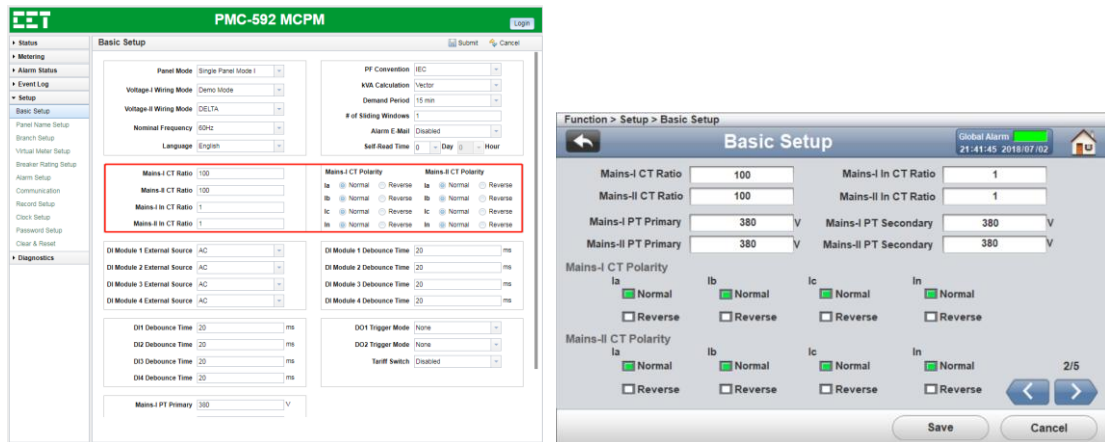 CET
PMC-592 MCPM
Login
Status
Metering
Alarm Status
Event Log
Setup
Basic Setup
Panel Name Setup
Branch Setup
Virtual Meter Setup
Breaker Rating Setup
Alarm Setup
Communication
Record Setup
Clock Setup
Password Setup
Clear & Reset
Diagnostics
Basic Setup
Submit Cancel
Panel Mode Single Panel Mode I
Voltage-I Wiring Mode Demo Mode
Voltage-II Wiring Mode DELTA
Nominal Frequency 60Hz
Language English
PF Convention IEC
kVA Calculation Vector
Demand Period 15 min
# of Sliding Windows 1
Alarm E-Mail Disabled
Self-Read Time 0 Day 0 Hour
Mains-I CT Ratio 100
Mains-II CT Ratio 100
Mains-I In CT Ratio 1
Mains-II In CT Ratio 1
Mains-I CT Polarity Mains-II CT Polarity
Ia Normal Reverse Ia Normal Reverse
Ib Normal Reverse Ib Normal Reverse
Ic Normal Reverse Ic Normal Reverse
In Normal Reverse In Normal Reverse
DI Module 1 External Source AC
DI Module 2 External Source AC
DI Module 3 External Source AC
DI Module 4 External Source AC
DI Module 1 Debounce Time 20 ms
DI Module 2 Debounce Time 20 ms
DI Module 3 Debounce Time 20 ms
DI Module 4 Debounce Time 20 ms
DI1 Debounce Time 20 ms
DI2 Debounce Time 20 ms
DI3 Debounce Time 20 ms
DI4 Debounce Time 20 ms
DO1 Trigger Mode None
DO2 Trigger Mode None
Tariff Switch Disabled
Mains-I PT Primary 380 V
Function > Setup > Basic Setup
Basic Setup
Global Alarm
21:41:45 2018/07/02
Mains-I CT Ratio 100 Mains-I In CT Ratio 1
Mains-II CT Ratio 100 Mains-II In CT Ratio 1
Mains-I PT Primary 380 V Mains-I PT Secondary 380 V
Mains-II PT Primary 380 V Mains-II PT Secondary 380 V
Mains-I CT Polarity
Ia Ib Ic In
Normal Normal Normal Normal
Reverse Reverse Reverse Reverse
Mains-II CT Polarity
Ia Ib Ic In
Normal Normal Normal Normal 2/5
Reverse Reverse Reverse Reverse
Save Cancel